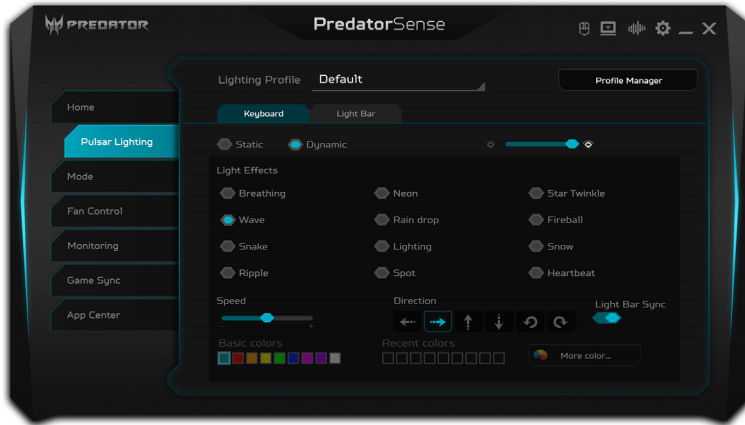 PREDATOR
PredatorSense
Lighting Profile Default
Profile Manager
Home
Pulsar Lighting
Mode
Fan Control
Monitoring
Game Sync
App Center
Keyboard Light Bar
Static Dynamic
Light Effects
Breathing Neon Star Twinkle
Wave Rain drop Fireball
Snake Lighting Snow
Ripple Spot Heartbeat
Speed Direction Light Bar Sync
- +
Basic colors Recent colors
More color...